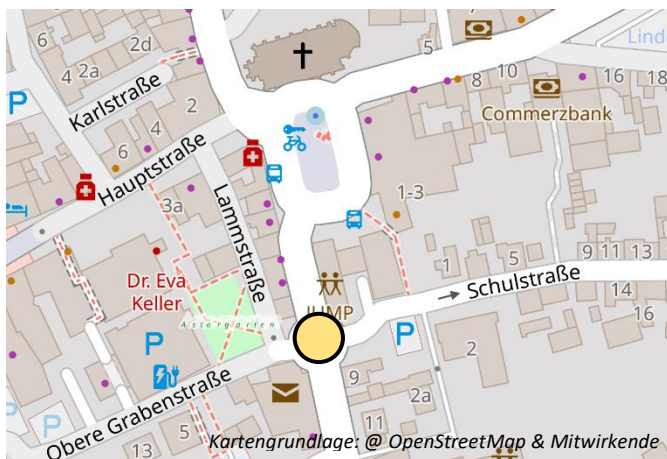 6
2d
4
2a
5
Linde
Karlstraße
2
8
10
16
18
Commerzbank
4
6
Hauptstraße
1-3
3a
Lammstraße
Dr. Eva
Keller
1
5
9
11
13
Schulstraße
JUMP
14
16
Astorgarten
P
P
P
P
P
2
9
2a
Obere Grabenstraße
11
13
5
Kartengrundlage: @ OpenStreetMap & Mitwirkende